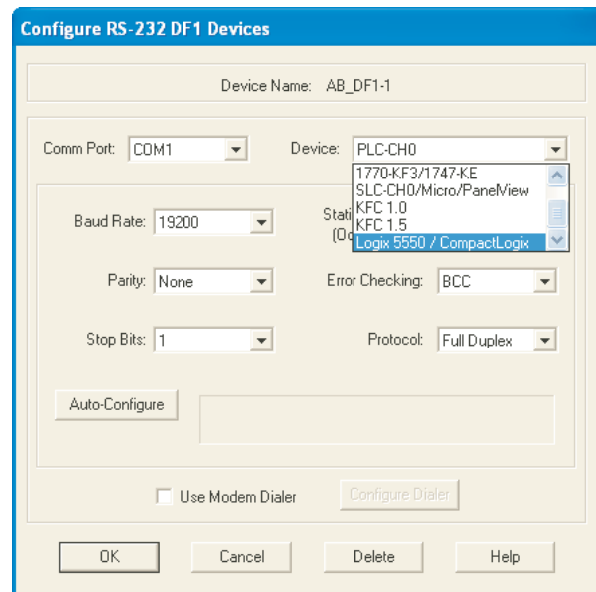 Configure RS-232 DF1 Devices
Device Name: AB_DF1-1
Comm Port: COM1 Device: PLC-CH0
1770-KF3/1747-KE
SLC-CH0/Micro/PanelView
KFC 1.0
KFC 1.5
Logix 5550 / CompactLogix
Baud Rate: 19200
Parity: None Error Checking: BCC
Stop Bits: 1 Protocol: Full Duplex
Auto-Configure
Use Modem Dialer Configure Dialer
OK Cancel Delete Help